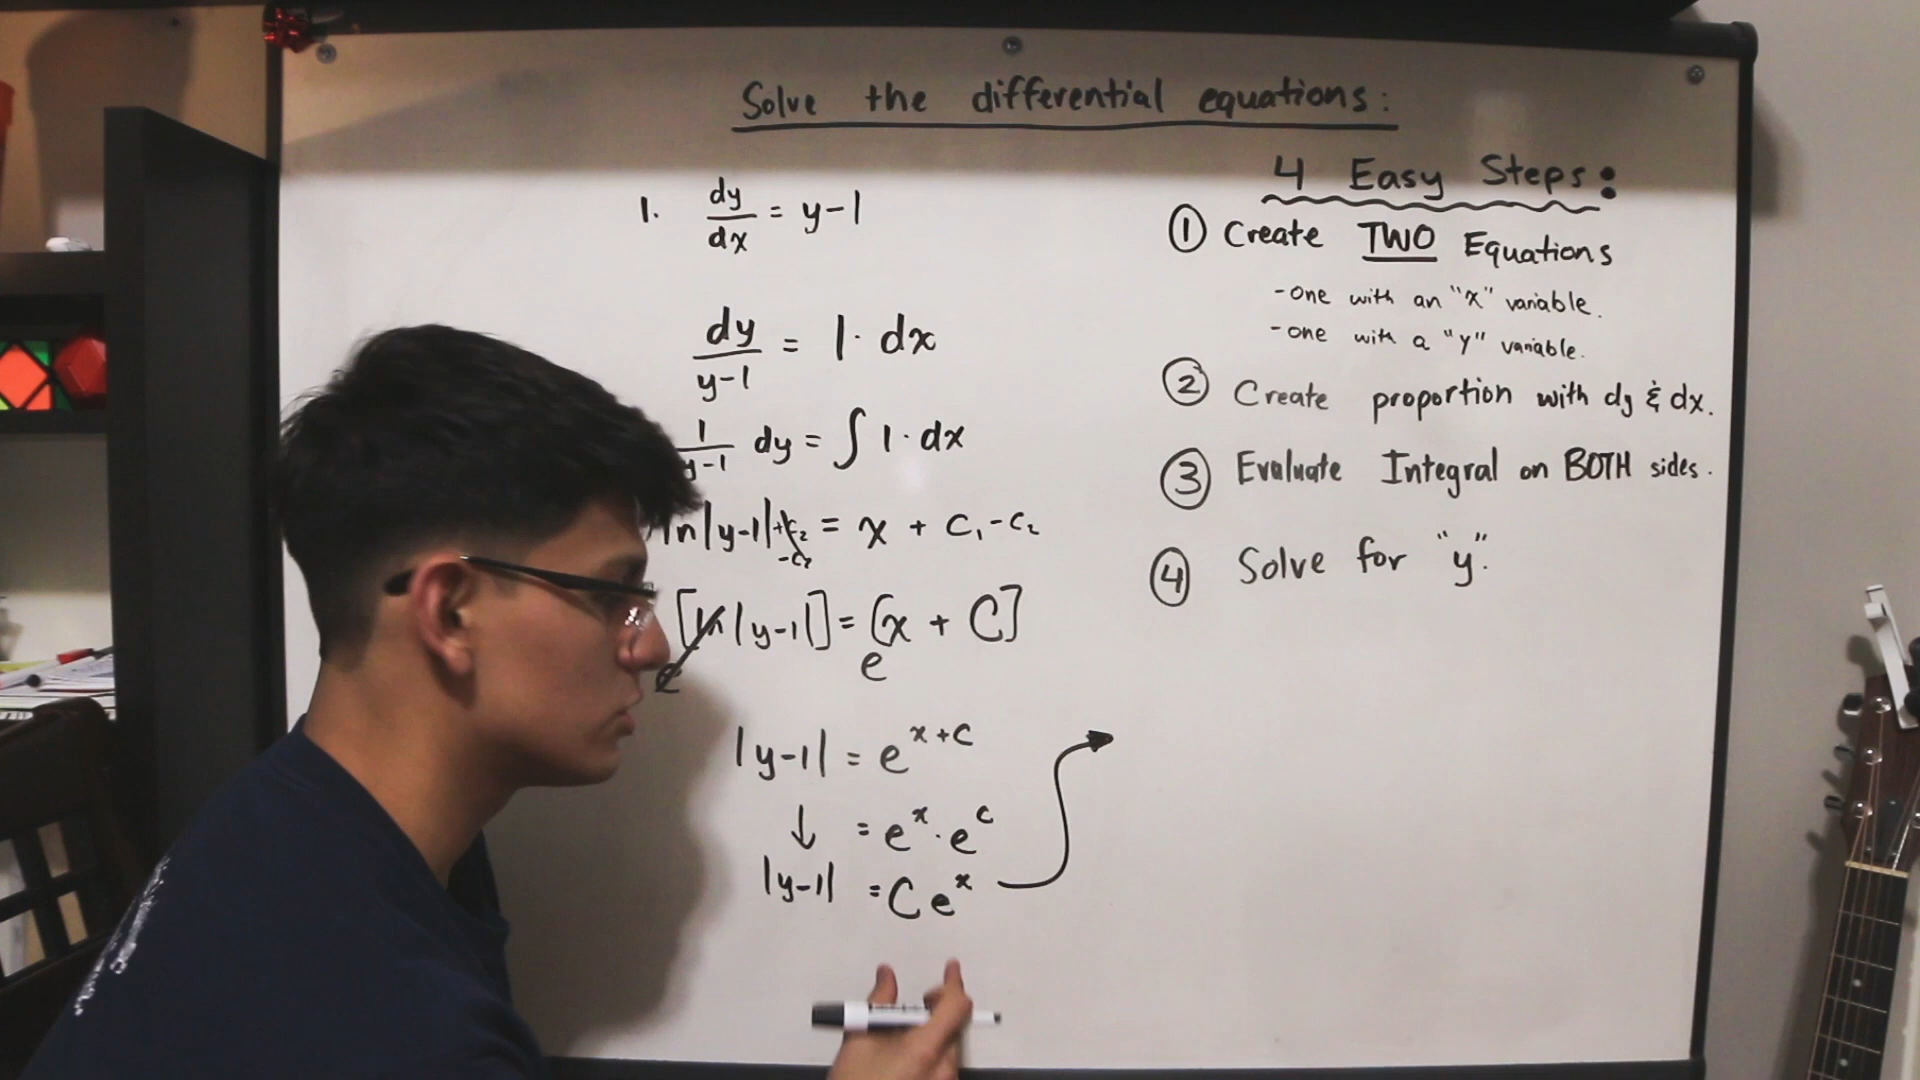 Solve the differential equations:
1. dy/dx = y-1
dy/y-1 = 1· dx
1/y-1 dy = ∫ 1· dx
ln|y-1|+c₂ = x + C₁-C₂
-C₂
[ln|y-1|] = [x + C]
e e
|y-1| = e^x+c
↓ = e^x · e^c
|y-1| = Ce^x
4 Easy Steps:
① Create TWO Equations
-one with an "x" variable.
-one with a "y" variable.
② Create proportion with dy & dx.
③ Evaluate Integral on BOTH sides.
④ Solve for "y".